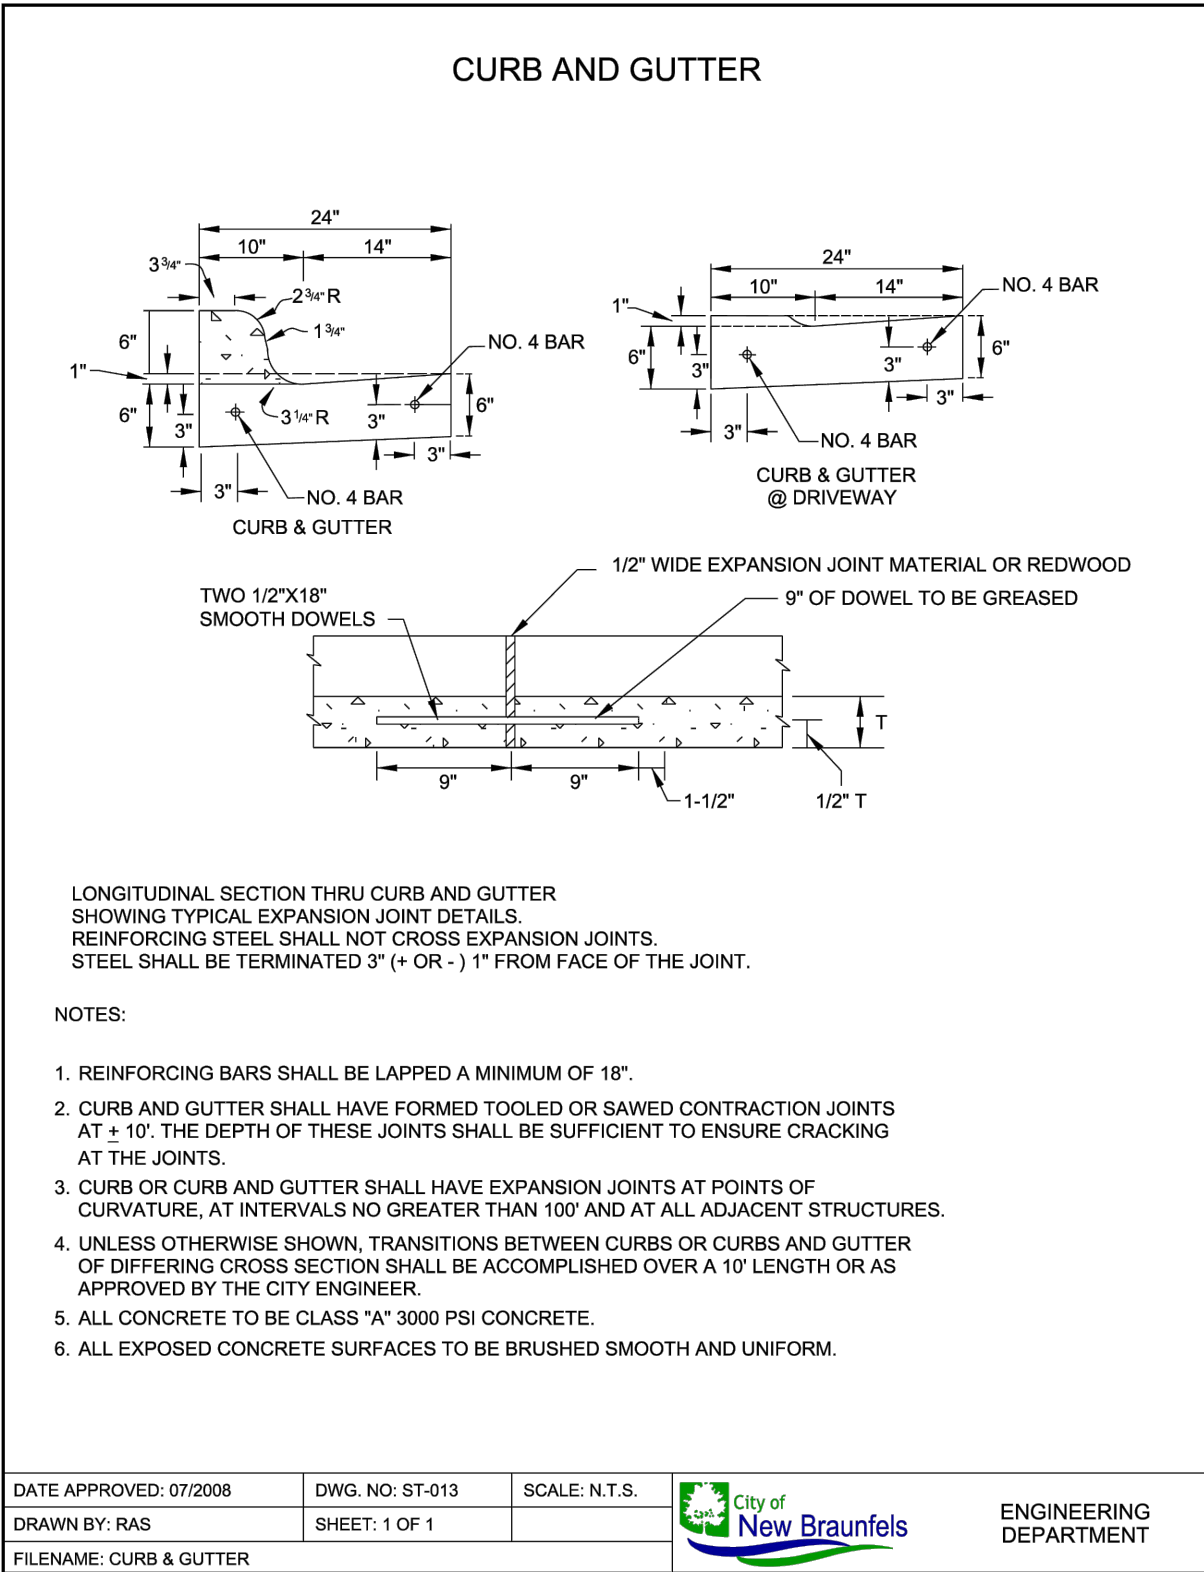 CURB AND GUTTER
24"
10"
14"
3 3/4"
2 3/4" R
1 3/4"
6"
1"
NO. 4 BAR
6"
3"
3 1/4" R
3"
6"
3"
3"
NO. 4 BAR
CURB & GUTTER
24"
10"
14"
NO. 4 BAR
1"
6"
3"
3"
6"
3"
3"
NO. 4 BAR
CURB & GUTTER
@ DRIVEWAY
1/2" WIDE EXPANSION JOINT MATERIAL OR REDWOOD
TWO 1/2"X18"
SMOOTH DOWELS
9" OF DOWEL TO BE GREASED
T
9"
9"
1-1/2"
1/2" T
LONGITUDINAL SECTION THRU CURB AND GUTTER
SHOWING TYPICAL EXPANSION JOINT DETAILS.
REINFORCING STEEL SHALL NOT CROSS EXPANSION JOINTS.
STEEL SHALL BE TERMINATED 3" (+ OR - ) 1" FROM FACE OF THE JOINT.
NOTES:
1. REINFORCING BARS SHALL BE LAPPED A MINIMUM OF 18".
2. CURB AND GUTTER SHALL HAVE FORMED TOOLED OR SAWED CONTRACTION JOINTS
AT ± 10'. THE DEPTH OF THESE JOINTS SHALL BE SUFFICIENT TO ENSURE CRACKING
AT THE JOINTS.
3. CURB OR CURB AND GUTTER SHALL HAVE EXPANSION JOINTS AT POINTS OF
CURVATURE, AT INTERVALS NO GREATER THAN 100' AND AT ALL ADJACENT STRUCTURES.
4. UNLESS OTHERWISE SHOWN, TRANSITIONS BETWEEN CURBS OR CURBS AND GUTTER
OF DIFFERING CROSS SECTION SHALL BE ACCOMPLISHED OVER A 10' LENGTH OR AS
APPROVED BY THE CITY ENGINEER.
5. ALL CONCRETE TO BE CLASS "A" 3000 PSI CONCRETE.
6. ALL EXPOSED CONCRETE SURFACES TO BE BRUSHED SMOOTH AND UNIFORM.
DATE APPROVED: 07/2008
DWG. NO: ST-013
SCALE: N.T.S.
DRAWN BY: RAS
SHEET: 1 OF 1
FILENAME: CURB & GUTTER
City of
New Braunfels
ENGINEERING
DEPARTMENT